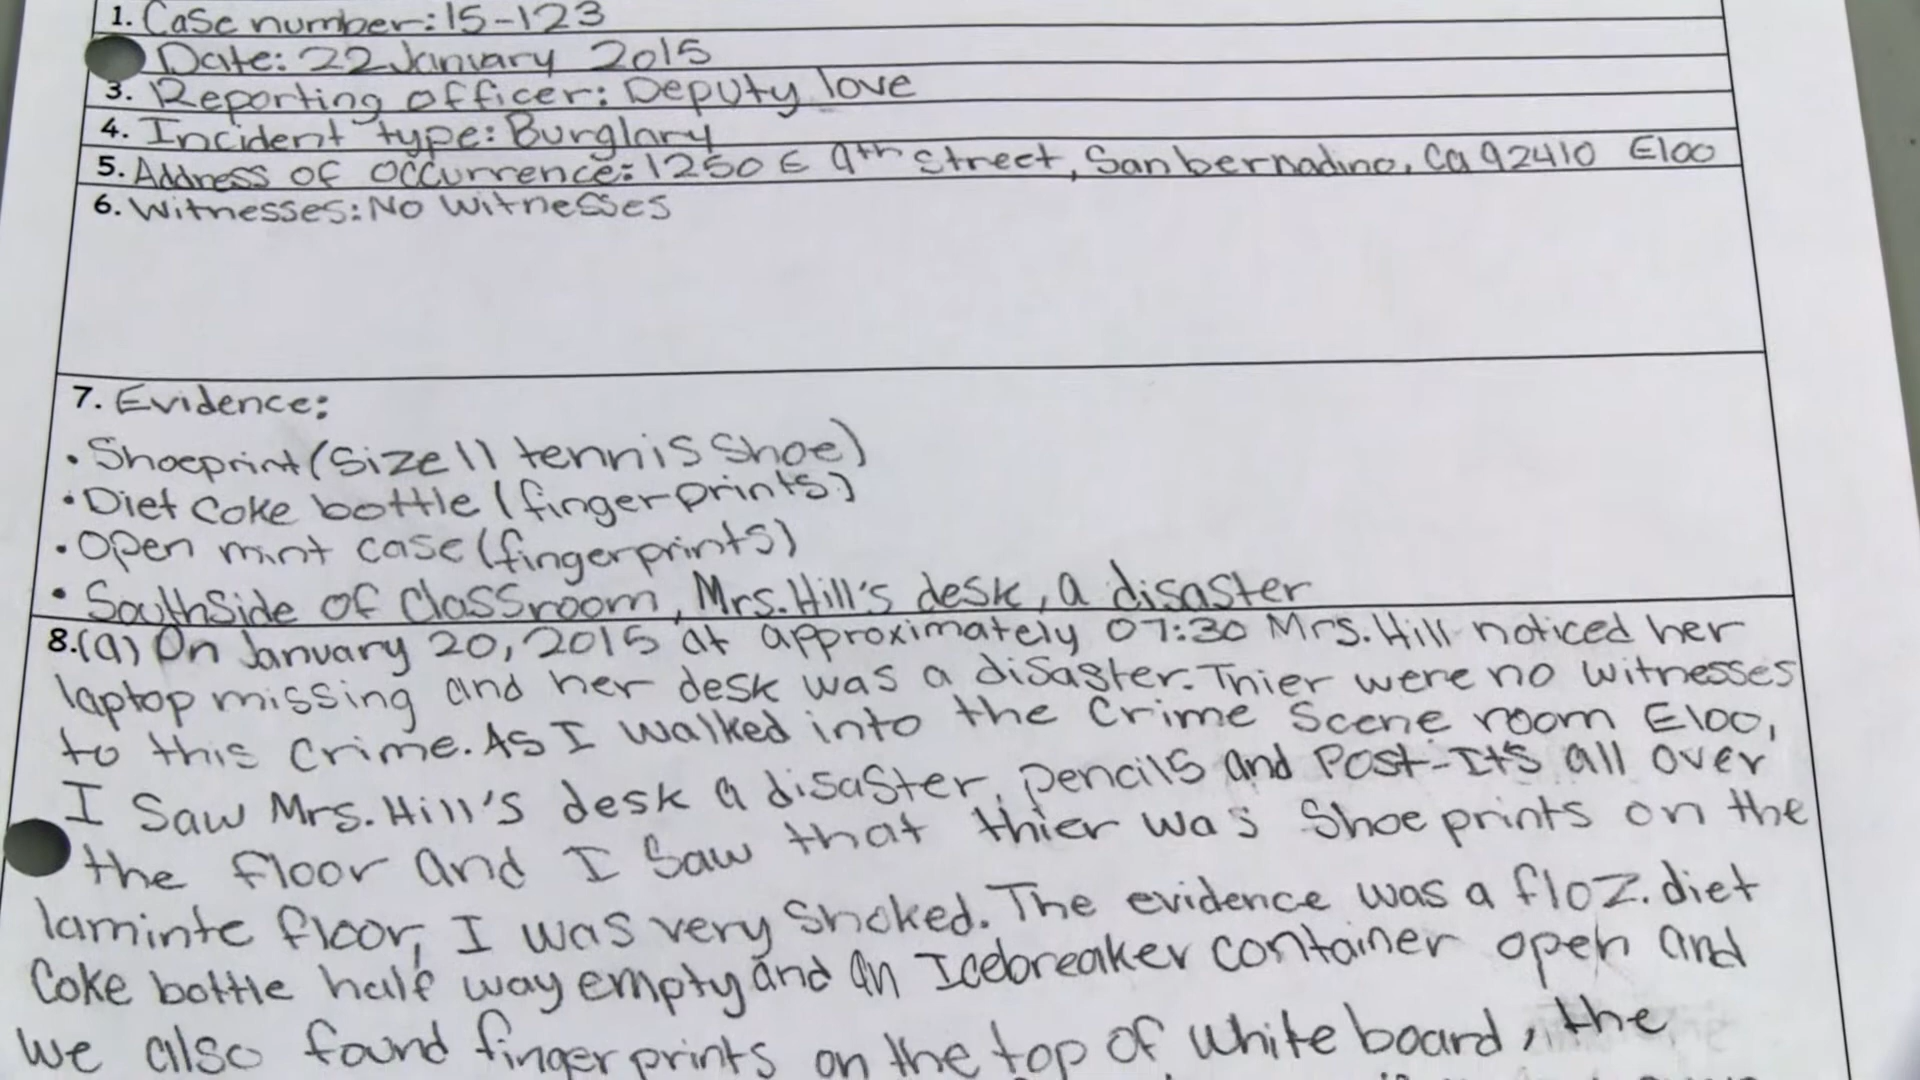 1. Case number: 15-123
Date: 22 January 2015
3. Reporting officer: Deputy love
4. Incident type: Burglary
5. Address of occurrence: 1250 E 9th Street, San bernadino, Ca 92410 E100
6. Witnesses: No Witnesses
7. Evidence:
• Shoeprint (Size 11 tennis Shoe)
• Diet Coke bottle (fingerprints)
• Open mint case (fingerprints)
• Southside of Classroom, Mrs. Hill's desk, a disaster
8. (a) On January 20, 2015 at approximately 07:30 Mrs. Hill noticed her
laptop missing and her desk was a disaster. Thier were no witnesses
to this crime. As I walked into the Crime Scene room E100,
I Saw Mrs. Hill's desk a disaster, pencils and Post-It's all over
the floor and I Saw that thier was Shoe prints on the
laminte floor, I was very Shoked. The evidence was a fl oz. diet
Coke bottle half way empty and an Icebreaker container open and
we also found finger prints on the top of white board, the